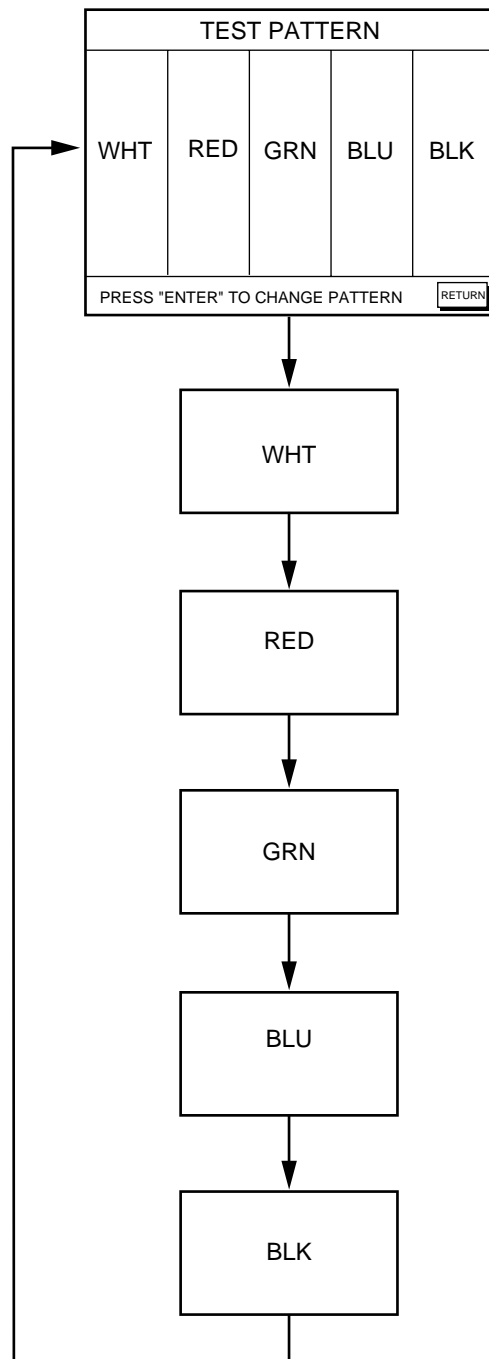 TEST PATTERN
WHT RED GRN BLU BLK
PRESS "ENTER" TO CHANGE PATTERN RETURN
WHT
RED
GRN
BLU
BLK